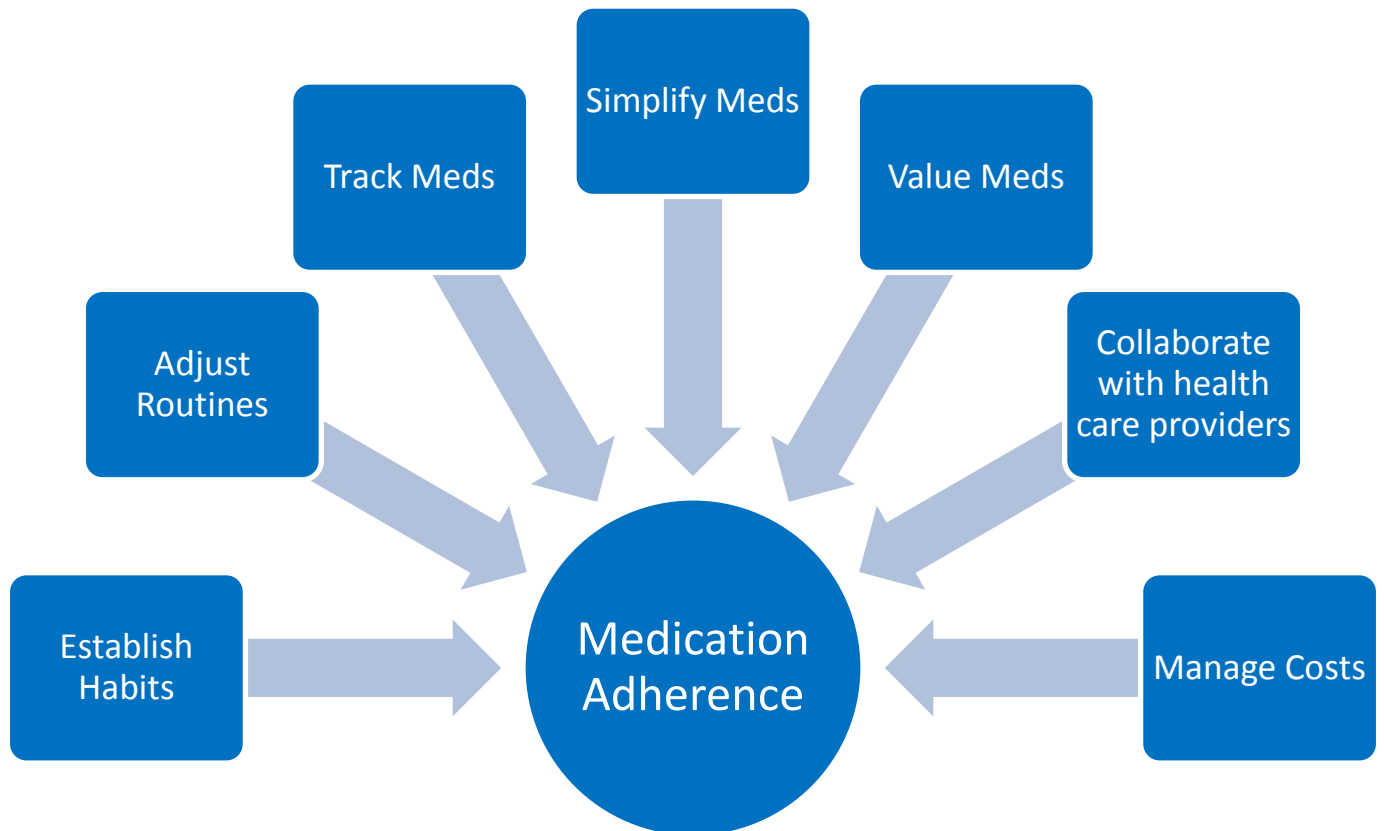 Simplify Meds
Track Meds
Value Meds
Adjust
Routines
Collaborate
with health
care providers
Establish
Habits
Medication
Adherence
Manage Costs